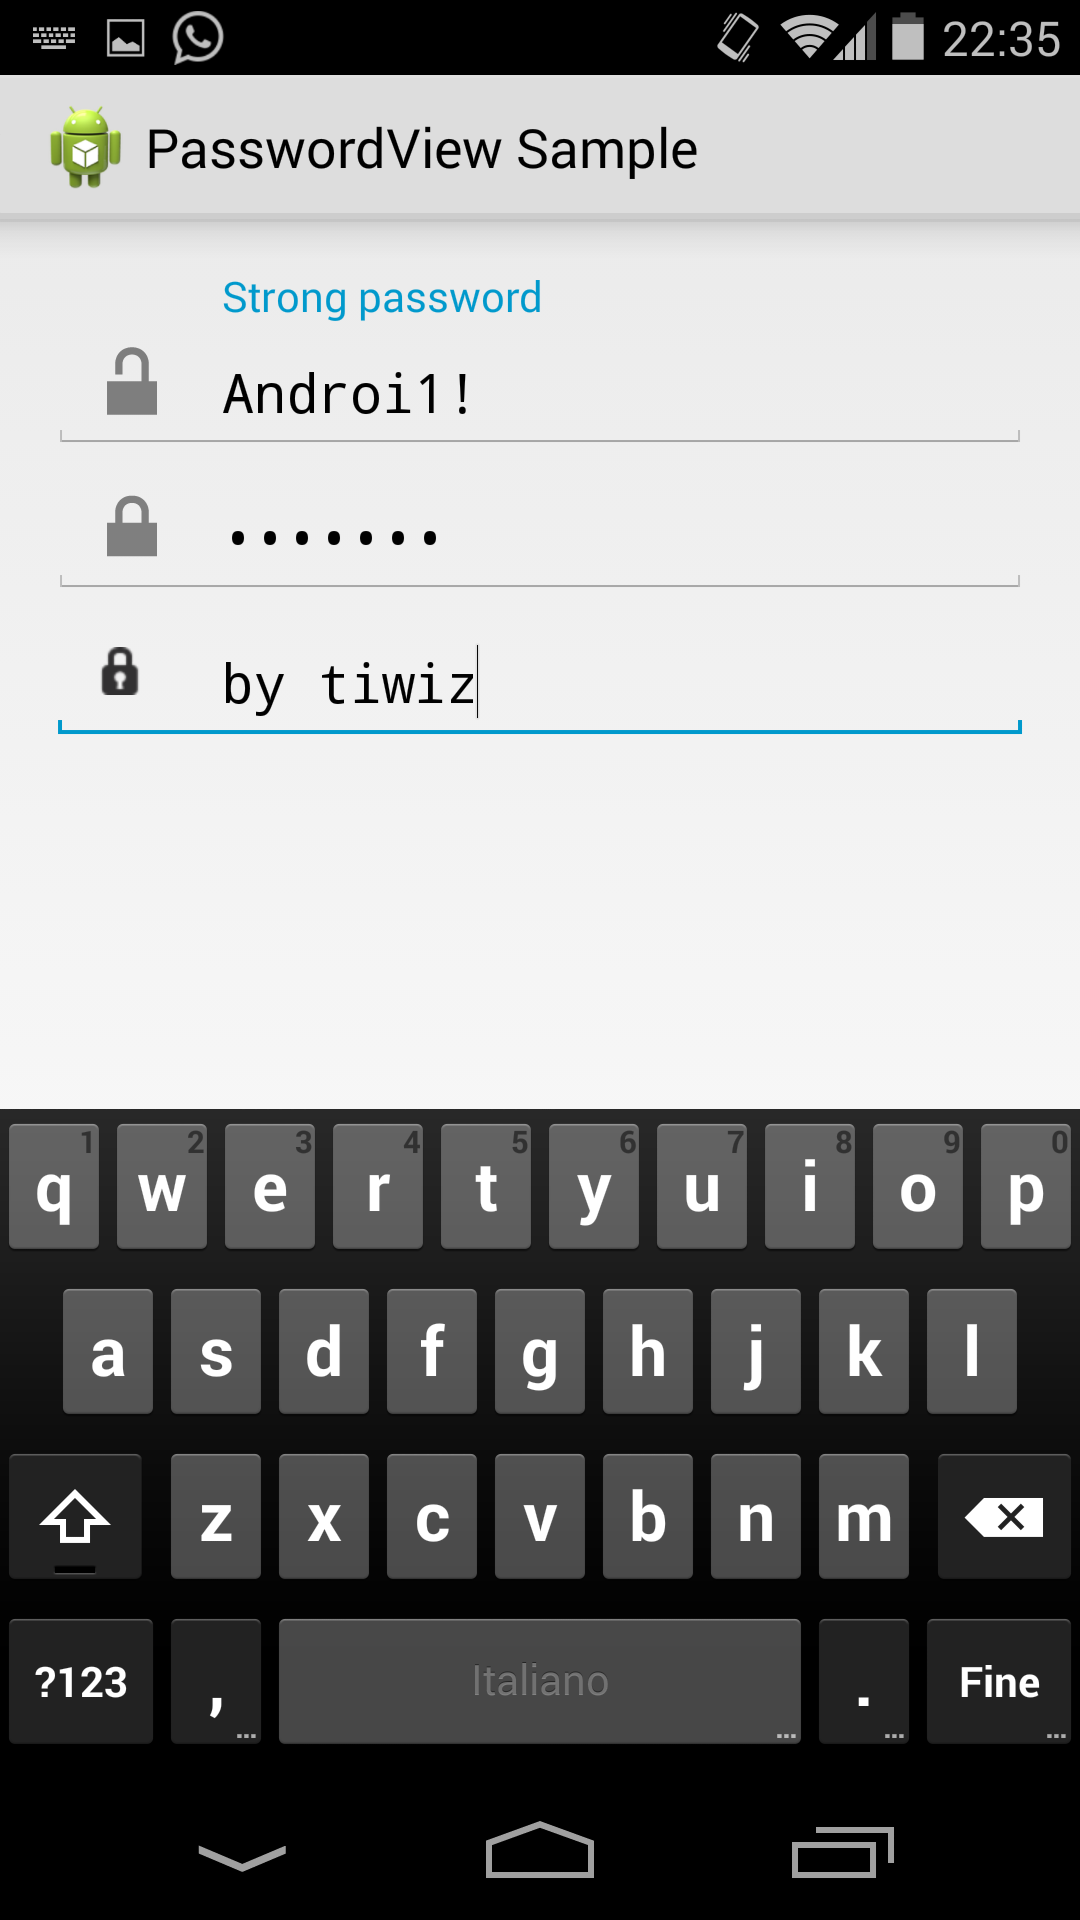 22:35
PasswordView Sample
Strong password
Androi1!
•••••••
by tiwiz
1 2 3 4 5 6 7 8 9 0
q w e r t y u i o p
a s d f g h j k l
z x c v b n m
?123 , Italiano . Fine